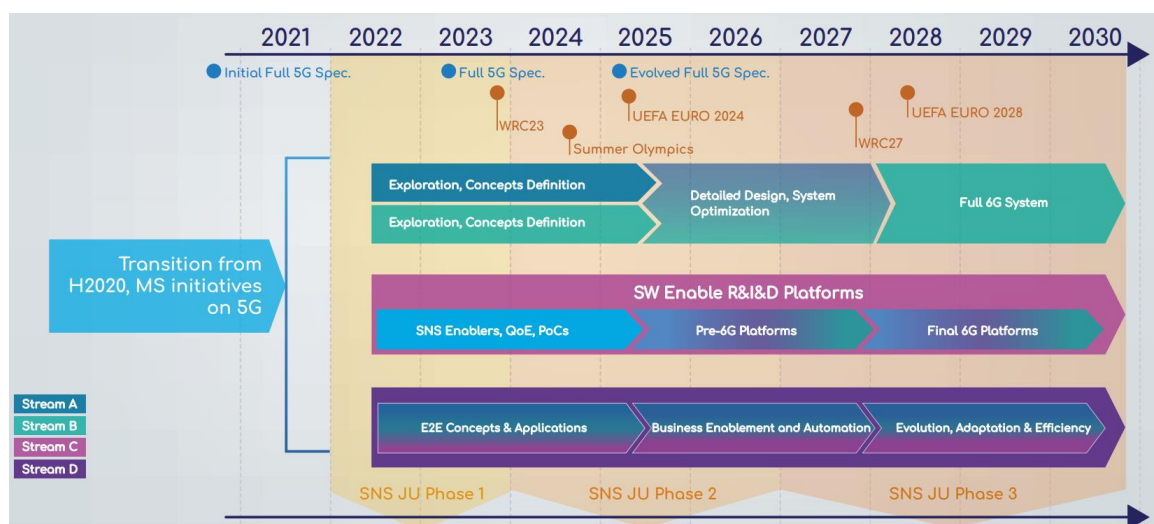 2021 2022 2023 2024 2025 2026 2027 2028 2029 2030
Initial Full 5G Spec.
Full 5G Spec.
Evolved Full 5G Spec.
WRC23
Summer Olympics
UEFA EURO 2024
WRC27
UEFA EURO 2028
Exploration, Concepts Definition
Exploration, Concepts Definition
Detailed Design, System
Optimization
Full 6G System
Transition from
H2020, MS initiatives
on 5G
SW Enable R&I&D Platforms
SNS Enablers, QoE, PoCs
Pre-6G Platforms
Final 6G Platforms
Stream A
Stream B
Stream C
Stream D
E2E Concepts & Applications
Business Enablement and Automation
Evolution, Adaptation & Efficiency
SNS JU Phase 1
SNS JU Phase 2
SNS JU Phase 3